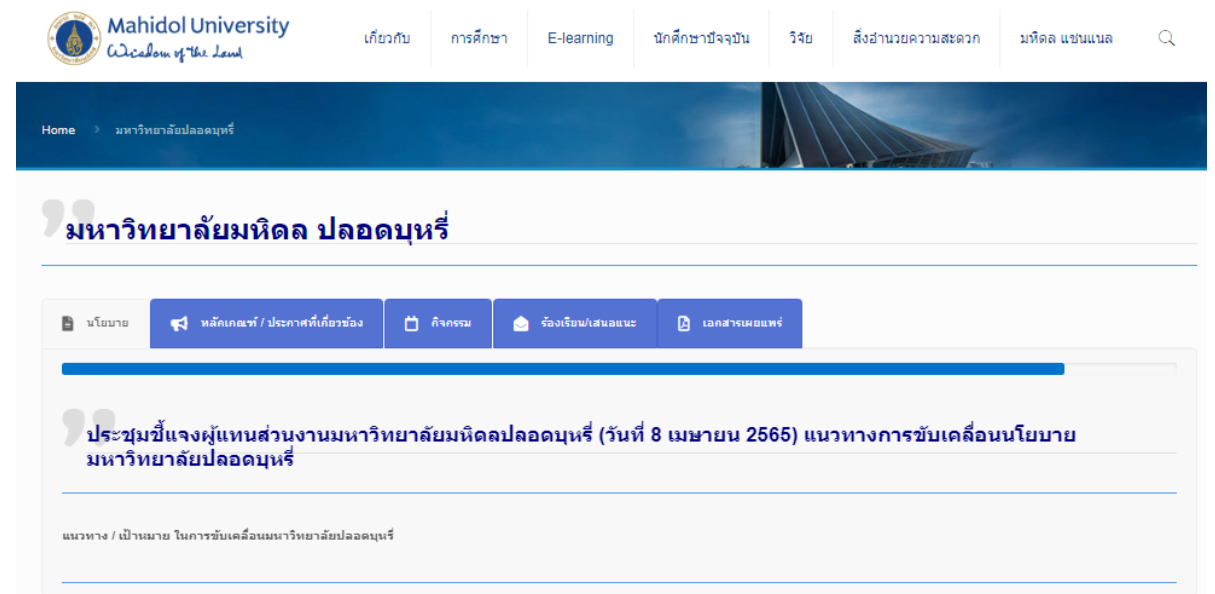 Mahidol University
Wisdom of the Land
เกี่ยวกับ
การศึกษา
E-learning
นักศึกษาปัจจุบัน
วิจัย
สิ่งอำนวยความสะดวก
มหิดล แชนแนล
Home > มหาวิทยาลัยปลอดบุหรี่
มหาวิทยาลัยมหิดล ปลอดบุหรี่
นโยบาย
หลักเกณฑ์ / ประกาศที่เกี่ยวข้อง
กิจกรรม
ร้องเรียน/เสนอแนะ
เอกสารเผยแพร่
ประชุมชี้แจงผู้แทนส่วนงานมหาวิทยาลัยมหิดลปลอดบุหรี่ (วันที่ 8 เมษายน 2565) แนวทางการขับเคลื่อนนโยบาย
มหาวิทยาลัยปลอดบุหรี่
แนวทาง / เป้าหมาย ในการขับเคลื่อนมหาวิทยาลัยปลอดบุหรี่